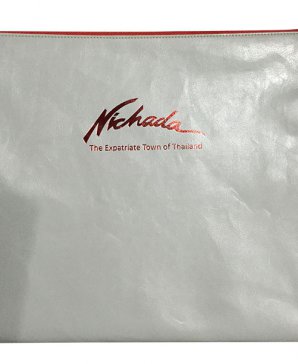 Nichada
The Expatriate Town of Thailand